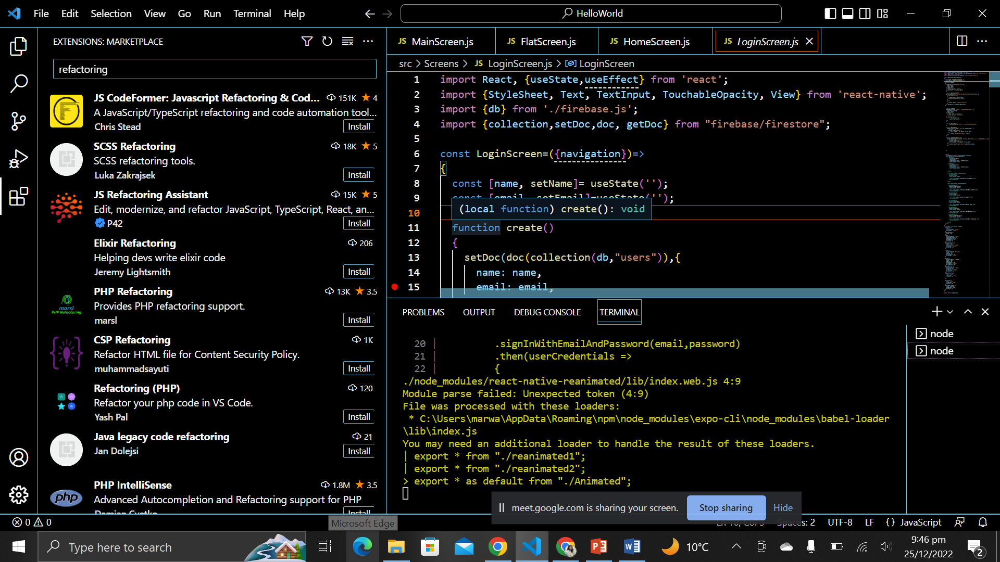 File Edit Selection View Go Run Terminal Help
HelloWorld
EXTENSIONS: MARKETPLACE
refactoring
JS CodeFormer: Javascript Refactoring & Cod... 151K 4
A JavaScript/TypeScript refactoring and code automation tool...
Chris Stead Install
SCSS Refactoring 18K 5
SCSS refactoring tools.
Luka Zakrajsek Install
JS Refactoring Assistant 15K 5
Edit, modernize, and refactor JavaScript, TypeScript, React, an...
P42 Install
Elixir Refactoring 206
Helping devs write elixir code
Jeremy Lightsmith Install
PHP Refactoring 13K 3.5
Provides PHP refactoring support.
marsl Install
marsl
PHP Refactoring
CSP Refactoring 1K
Refactor HTML file for Content Security Policy.
muhammadsayuti Install
Refactoring (PHP) 120
Refactor your php code in VS Code.
Yash Pal Install
Java legacy code refactoring 21
Jan Dolejsi Install
PHP IntelliSense 1.8M 3.5
Advanced Autocompletion and Refactoring support for PHP
php
JS MainScreen.js JS FlatScreen.js JS HomeScreen.js JS LoginScreen.js
src > Screens > JS LoginScreen.js > LoginScreen
1 import React, {useState,useEffect} from 'react';
2 import {StyleSheet, Text, TextInput, TouchableOpacity, View} from 'react-native';
3 import {db} from './firebase.js';
4 import {collection,setDoc,doc, getDoc} from "firebase/firestore";
5
6 const LoginScreen=({navigation})=>
7 {
8 const [name, setName]= useState('');
9 const [email, setEmail]=useState('');
10
(local function) create(): void
11 function create()
12 {
13 setDoc(doc(collection(db,"users")),{
14 name: name,
15 email: email,
PROBLEMS OUTPUT DEBUG CONSOLE TERMINAL
node
node
20 | .signInWithEmailAndPassword(email,password)
21 | .then(userCredentials =>
22 | {
./node_modules/react-native-reanimated/lib/index.web.js 4:9
Module parse failed: Unexpected token (4:9)
File was processed with these loaders:
* C:\Users\marwa\AppData\Roaming\npm\node_modules\expo-cli\node_modules\babel-loader
\lib\index.js
You may need an additional loader to handle the result of these loaders.
| export * from "./reanimated1";
| export * from "./reanimated2";
> export * as default from "./Animated";
meet.google.com is sharing your screen. Stop sharing Hide
0 0
Microsoft Edge
Spaces: 2 UTF-8 LF {} JavaScript
Type here to search
10°C
9:46 pm
25/12/2022
2